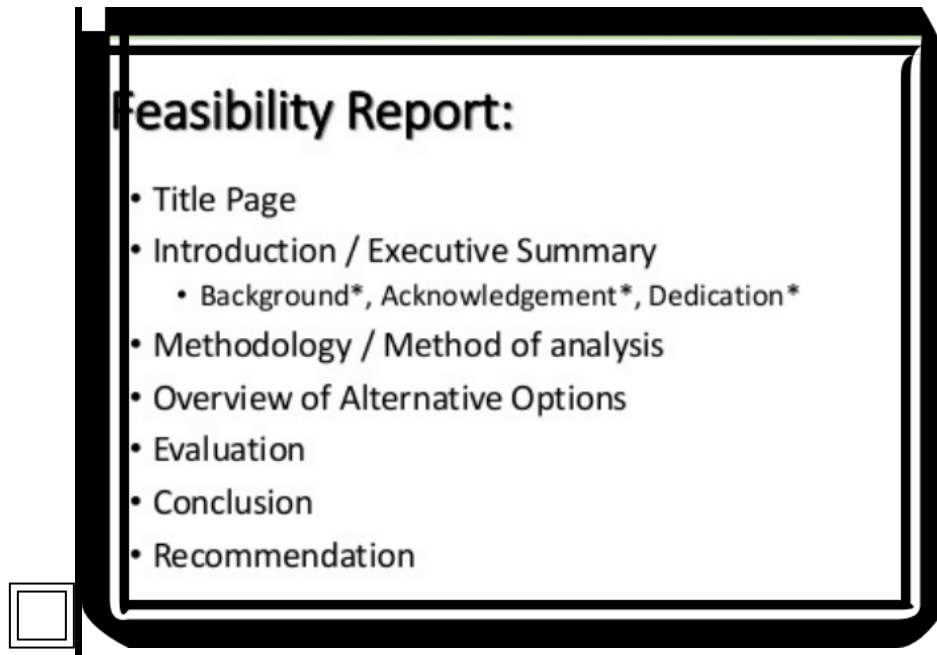 Feasibility Report:
• Title Page
• Introduction / Executive Summary
• Background*, Acknowledgement*, Dedication*
• Methodology / Method of analysis
• Overview of Alternative Options
• Evaluation
• Conclusion
• Recommendation